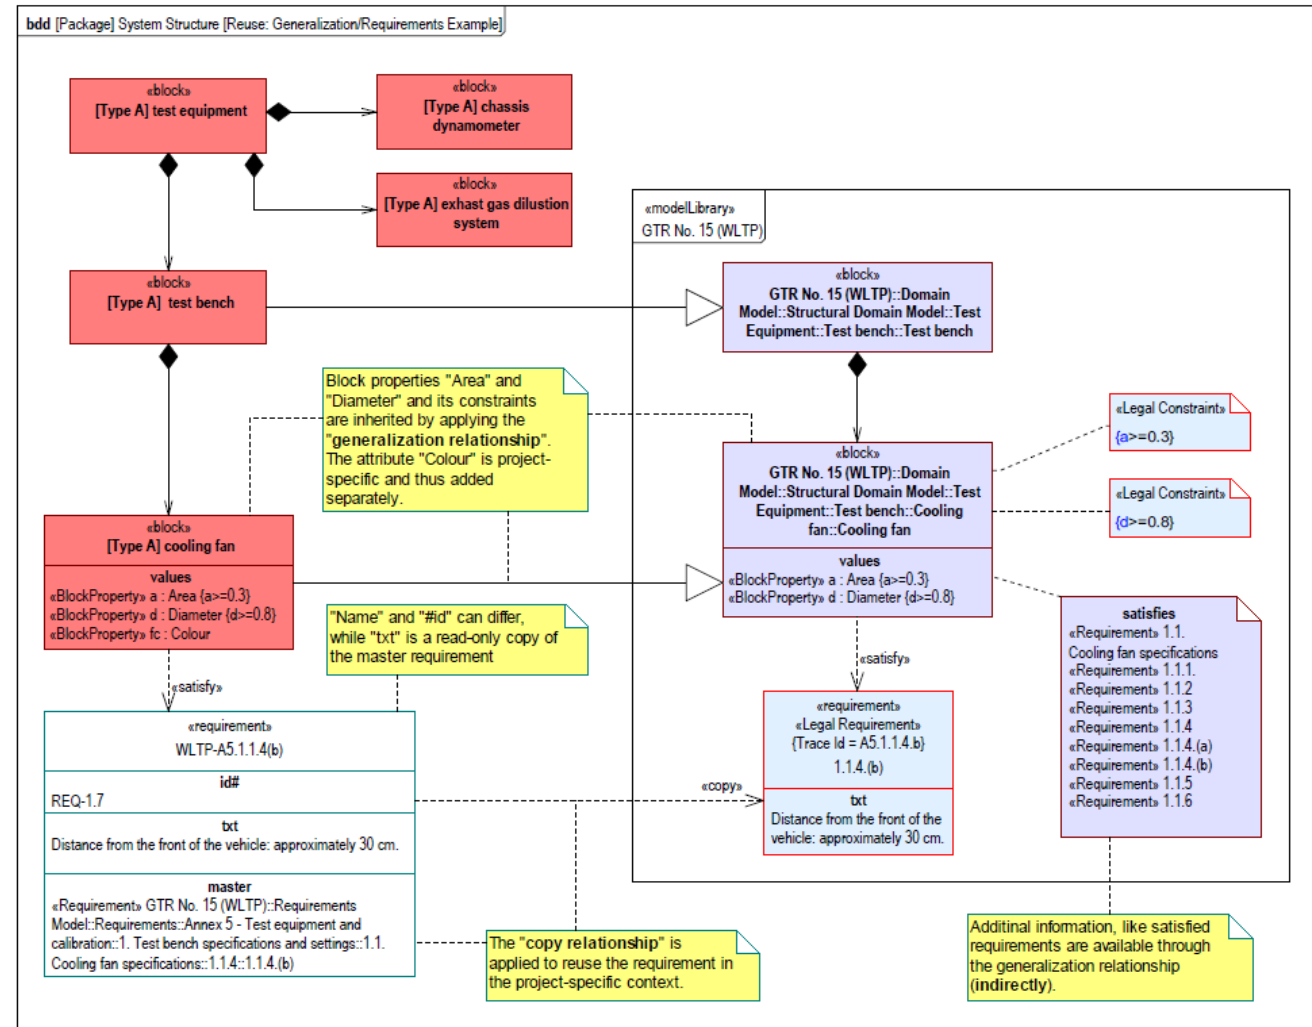 bdd [Package] System Structure [Reuse: Generalization/Requirements Example]
«block»
[Type A] test equipment
«block»
[Type A] chassis
dynamometer
«block»
[Type A] exhast gas dilustion
system
«modelLibrary»
GTR No. 15 (WLTP)
«block»
[Type A]  test bench
«block»
GTR No. 15 (WLTP)::Domain
Model::Structural Domain Model::Test
Equipment::Test bench::Test bench
Block properties "Area" and
"Diameter" and its constraints
are inherited by applying the
"generalization relationship".
The attribute "Colour" is project-
specific and thus added
separately.
«Legal Constraint»
{a>=0.3}
«block»
GTR No. 15 (WLTP)::Domain
Model::Structural Domain Model::Test
Equipment::Test bench::Cooling
fan::Cooling fan
values
«BlockProperty» a : Area {a>=0.3}
«BlockProperty» d : Diameter {d>=0.8}
«Legal Constraint»
{d>=0.8}
«block»
[Type A] cooling fan
values
«BlockProperty» a : Area {a>=0.3}
«BlockProperty» d : Diameter {d>=0.8}
«BlockProperty» fc : Colour
"Name" and "#id" can differ,
while "txt" is a read-only copy of
the master requirement
satisfies
«Requirement» 1.1.
Cooling fan specifications
«Requirement» 1.1.1.
«Requirement» 1.1.2
«Requirement» 1.1.3
«Requirement» 1.1.4
«Requirement» 1.1.4.(a)
«Requirement» 1.1.4.(b)
«Requirement» 1.1.5
«Requirement» 1.1.6
«satisfy»
«satisfy»
«requirement»
WLTP-A5.1.1.4(b)
id#
REQ-1.7
txt
Distance from the front of the vehicle: approximately 30 cm.
master
«Requirement» GTR No. 15 (WLTP)::Requirements
Model::Requirements::Annex 5 - Test equipment and
calibration::1. Test bench specifications and settings::1.1.
Cooling fan specifications::1.1.4::1.1.4.(b)
«copy»
«requirement»
«Legal Requirement»
{Trace Id = A5.1.1.4.b}
1.1.4.(b)
txt
Distance from the front of the
vehicle: approximately 30 cm.
The "copy relationship" is
applied to reuse the requirement in
the project-specific context.
Additinal information, like satisfied
requirements are available through
the generalization relationship
(indirectly).